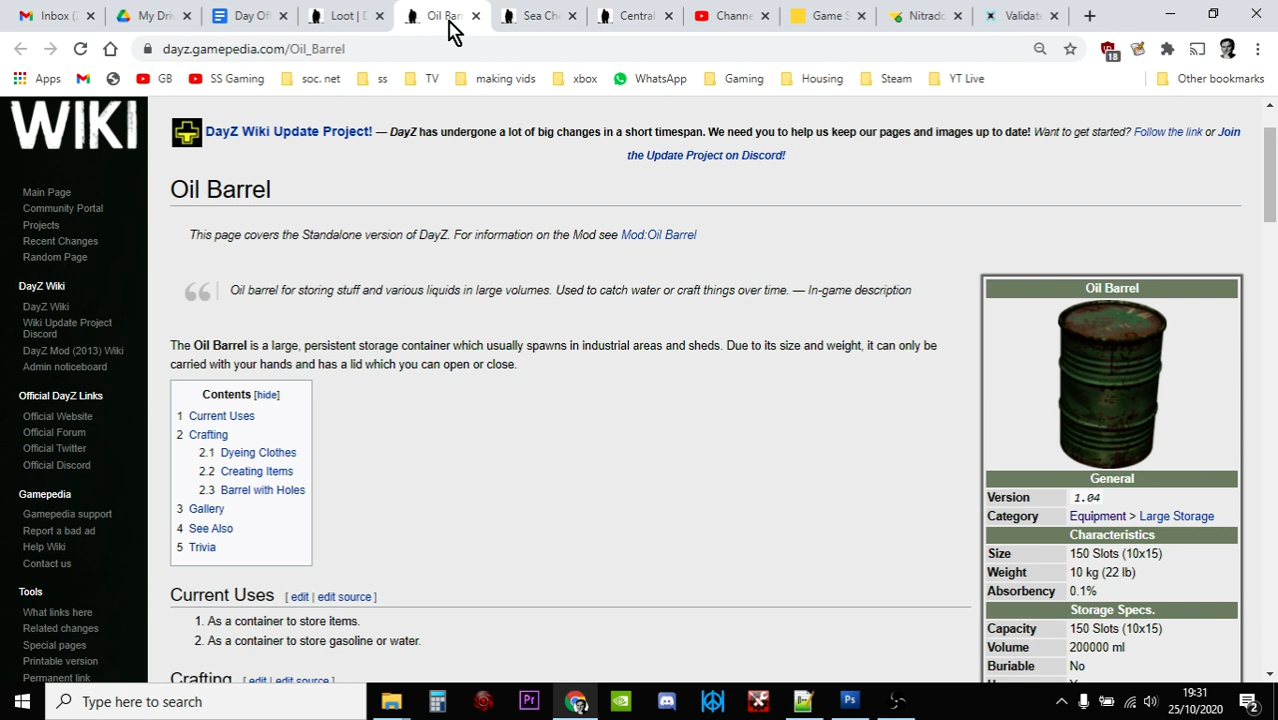 Inbox (2
My Driv
Day Off
Loot | D
Oil Barr
Sea Che
Central
Channe
Game S
Nitrado
Validate
dayz.gamepedia.com/Oil_Barrel
18
Apps
GB
SS Gaming
soc. net
ss
TV
making vids
xbox
WhatsApp
Gaming
Housing
Steam
YT Live
Other bookmarks
WIKI
DayZ Wiki Update Project! — DayZ has undergone a lot of big changes in a short timespan. We need you to help us keep our pages and images up to date! Want to get started? Follow the link or Join
the Update Project on Discord!
Main Page
Community Portal
Projects
Recent Changes
Random Page
DayZ Wiki
DayZ Wiki
Wiki Update Project
Discord
DayZ Mod (2013) Wiki
Admin noticeboard
Official DayZ Links
Official Website
Official Forum
Official Twitter
Official Discord
Gamepedia
Gamepedia support
Report a bad ad
Help Wiki
Contact us
Tools
What links here
Related changes
Special pages
Printable version
Permanent link
Oil Barrel
This page covers the Standalone version of DayZ. For information on the Mod see Mod:Oil Barrel
Oil barrel for storing stuff and various liquids in large volumes. Used to catch water or craft things over time. — In-game description
The Oil Barrel is a large, persistent storage container which usually spawns in industrial areas and sheds. Due to its size and weight, it can only be
carried with your hands and has a lid which you can open or close.
Contents [hide]
1 Current Uses
2 Crafting
2.1 Dyeing Clothes
2.2 Creating Items
2.3 Barrel with Holes
3 Gallery
4 See Also
5 Trivia
Current Uses [ edit | edit source ]
1. As a container to store items.
2. As a container to store gasoline or water.
Crafting [ edit | edit source ]
Oil Barrel
General
Version 1.04
Category Equipment > Large Storage
Characteristics
Size 150 Slots (10x15)
Weight 10 kg (22 lb)
Absorbency 0.1%
Storage Specs.
Capacity 150 Slots (10x15)
Volume 200000 ml
Buriable No
Type here to search
Pr
Ps
19:31
25/10/2020
2